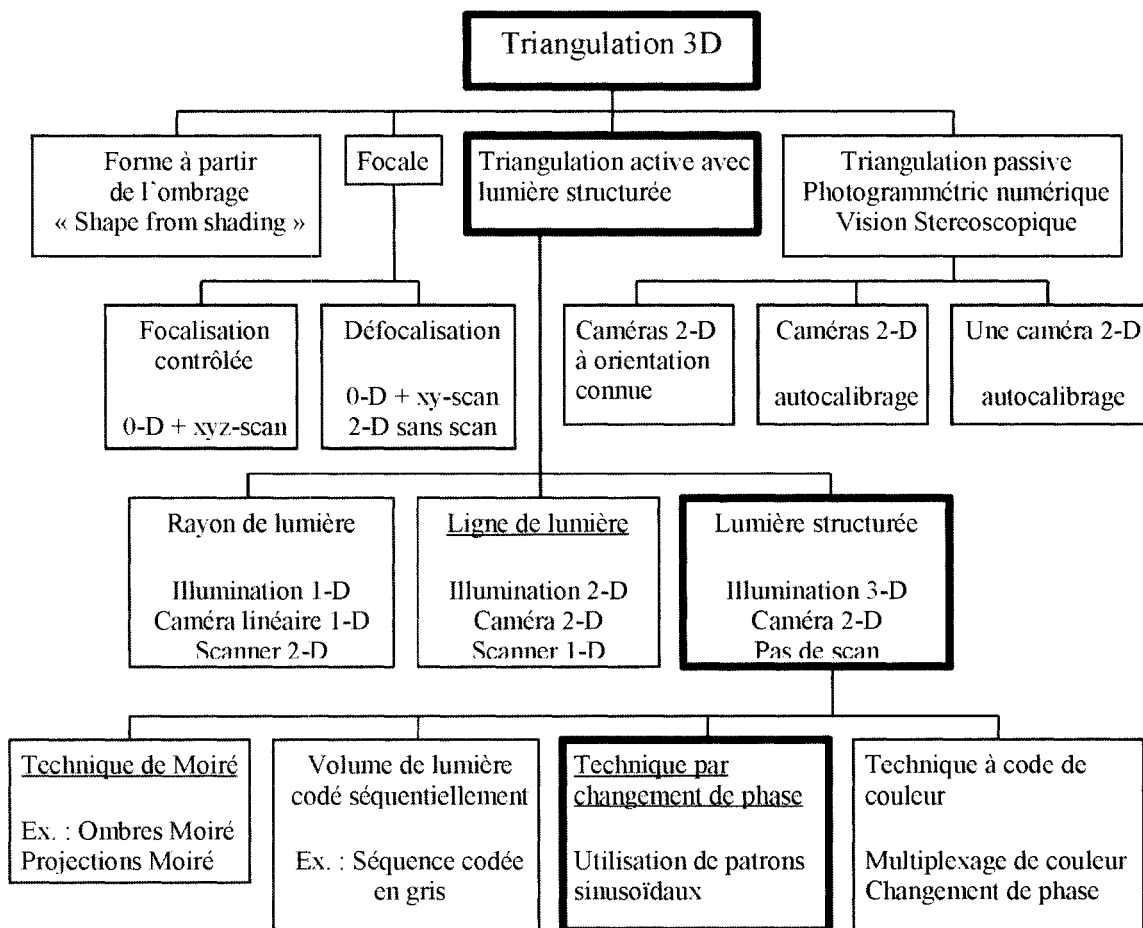 Triangulation 3D
Forme à partir
de l'ombrage
« Shape from shading »
Focale
Triangulation active avec
lumière structurée
Triangulation passive
Photogrammétric numérique
Vision Stereoscopique
Focalisation
contrôlée
0-D + xyz-scan
Défocalisation
0-D + xy-scan
2-D sans scan
Caméras 2-D
à orientation
connue
Caméras 2-D
autocalibrage
Une caméra 2-D
autocalibrage
Rayon de lumière
Illumination 1-D
Caméra linéaire 1-D
Scanner 2-D
Ligne de lumière
Illumination 2-D
Caméra 2-D
Scanner 1-D
Lumière structurée
Illumination 3-D
Caméra 2-D
Pas de scan
Technique de Moiré
Ex. : Ombres Moiré
Projections Moiré
Volume de lumière
codé séquentiellement
Ex. : Séquence codée
en gris
Technique par
changement de phase
Utilisation de patrons
sinusoïdaux
Technique à code de
couleur
Multiplexage de couleur
Changement de phase